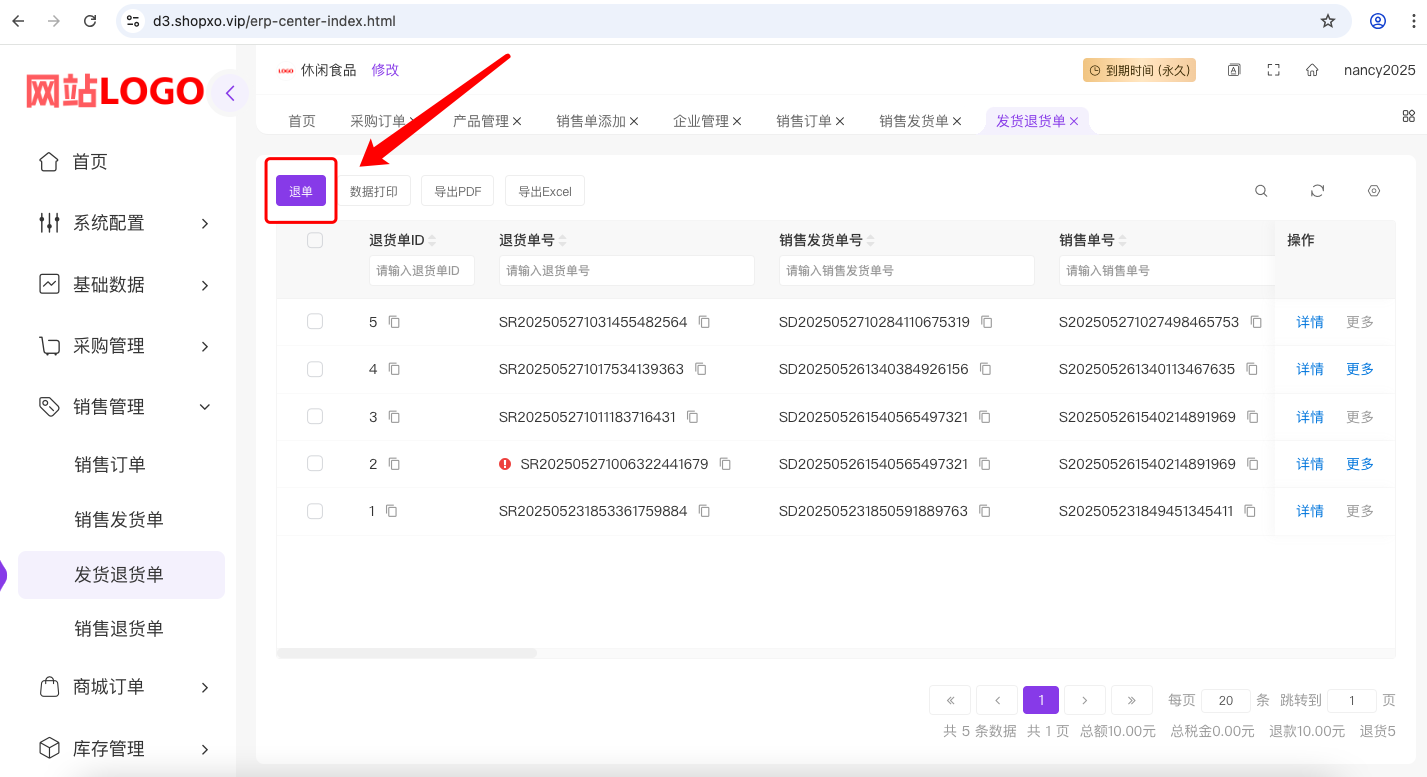 d3.shopxo.vip/erp-center-index.html
网站LOGO
LOGO 休闲食品 修改 到期时间 (永久) nancy2025
首页 采购订单 产品管理 销售单添加 企业管理 销售订单 销售发货单 发货退货单
首页
系统配置
基础数据
采购管理
销售管理
销售订单
销售发货单
发货退货单
销售退货单
商城订单
库存管理
退单 数据打印 导出PDF 导出Excel
退货单ID 退货单号 销售发货单号 销售单号 操作
请输入退货单ID 请输入退货单号 请输入销售发货单号 请输入销售单号
5 SR202505271031455482564 SD2025052710284110675319 S202505271027498465753 详情 更多
4 SR202505271017534139363 SD202505261340384926156 S202505261340113467635 详情 更多
3 SR202505271011183716431 SD202505261540565497321 S202505261540214891969 详情 更多
2 SR202505271006322441679 SD202505261540565497321 S202505261540214891969 详情 更多
1 SR202505231853361759884 SD202505231850591889763 S202505231849451345411 详情 更多
« ‹ 1 › » 每页 20 条 跳转到 1 页
共 5 条数据 共 1 页 总额10.00元 总税金0.00元 退款10.00元 退货5